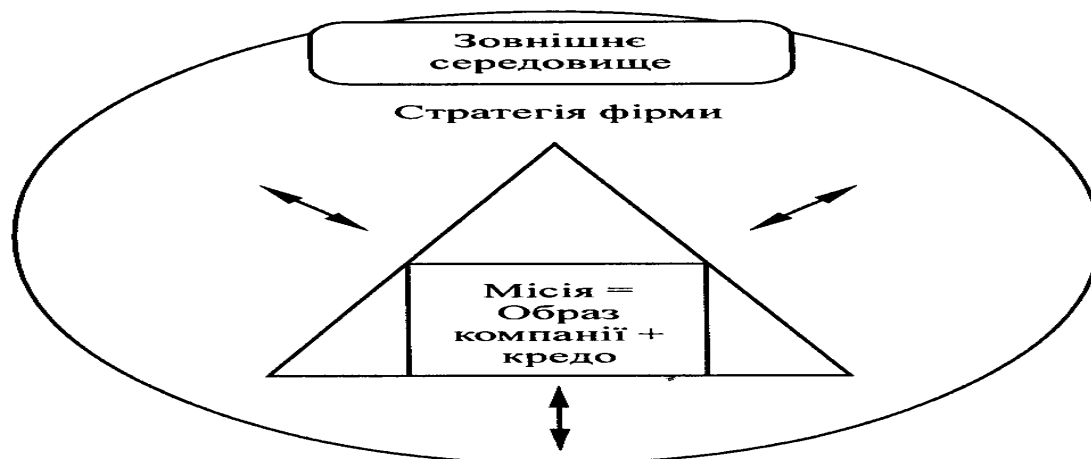 Зовнішнє
середовище
Стратегія фірми
Місія =
Образ
компанії +
кредо